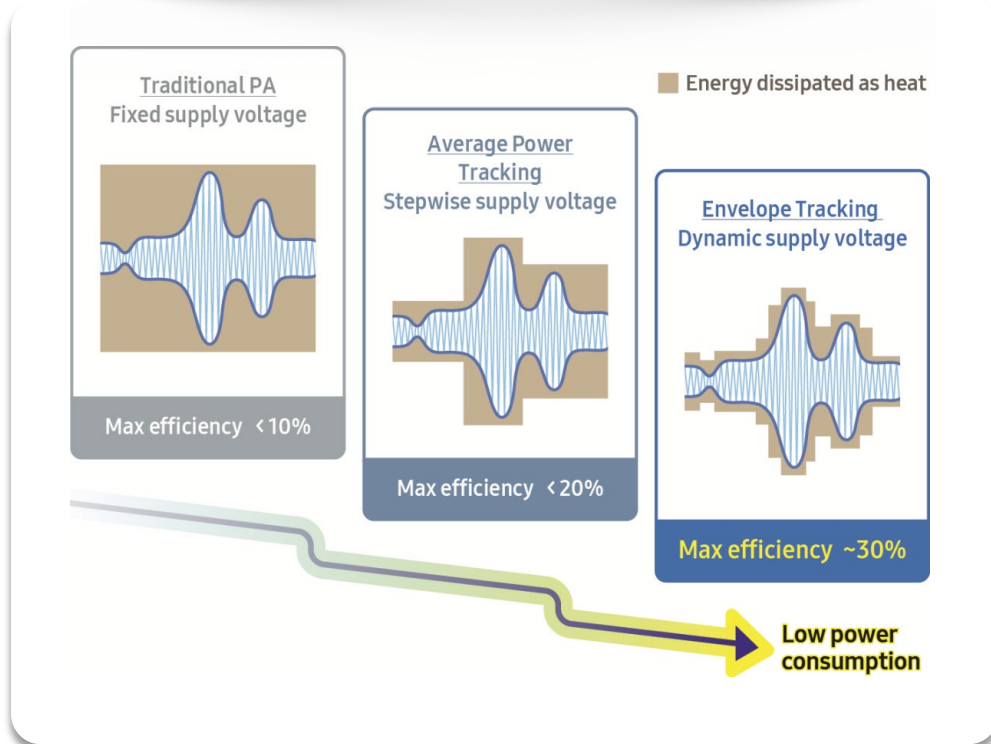 Traditional PA
Fixed supply voltage
Max efficiency <10%
Average Power
Tracking
Stepwise supply voltage
Max efficiency <20%
Energy dissipated as heat
Envelope Tracking
Dynamic supply voltage
Max efficiency ~30%
Low power
consumption